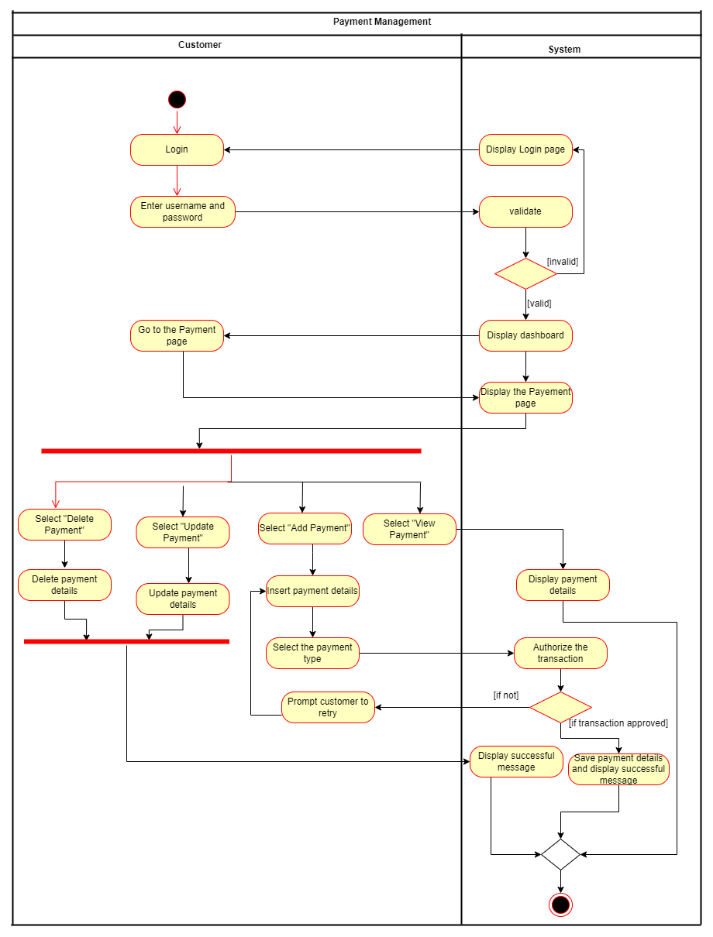 Payment Management
Customer
System
Login
Display Login page
Enter username and
password
validate
[invalid]
[valid]
Go to the Payment
page
Display dashboard
Display the Payement
page
Select "Delete
Payment"
Select "Update
Payment"
Select "Add Payment"
Select "View
Payment"
Delete payment
details
Update payment
details
Insert payment details
Display payment
details
Select the payment
type
Authorize the
transaction
[if not]
Prompt customer to
retry
[if transaction approved]
Display successful
message
Save payment details
and display successful
message